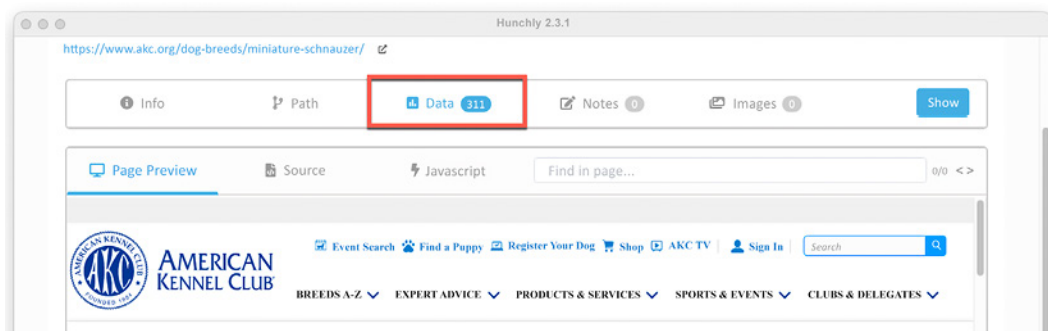 Hunchly 2.3.1
https://www.akc.org/dog-breeds/miniature-schnauzer/
Info Path Data 311 Notes 0 Images 0 Show
Page Preview Source Javascript Find in page... 0/0 < >
Event Search Find a Puppy Register Your Dog Shop AKC TV Sign In Search
AMERICAN KENNEL CLUB
AKC
FOUNDED 1884
AMERICAN
KENNEL CLUB
BREEDS A-Z EXPERT ADVICE PRODUCTS & SERVICES SPORTS & EVENTS CLUBS & DELEGATES